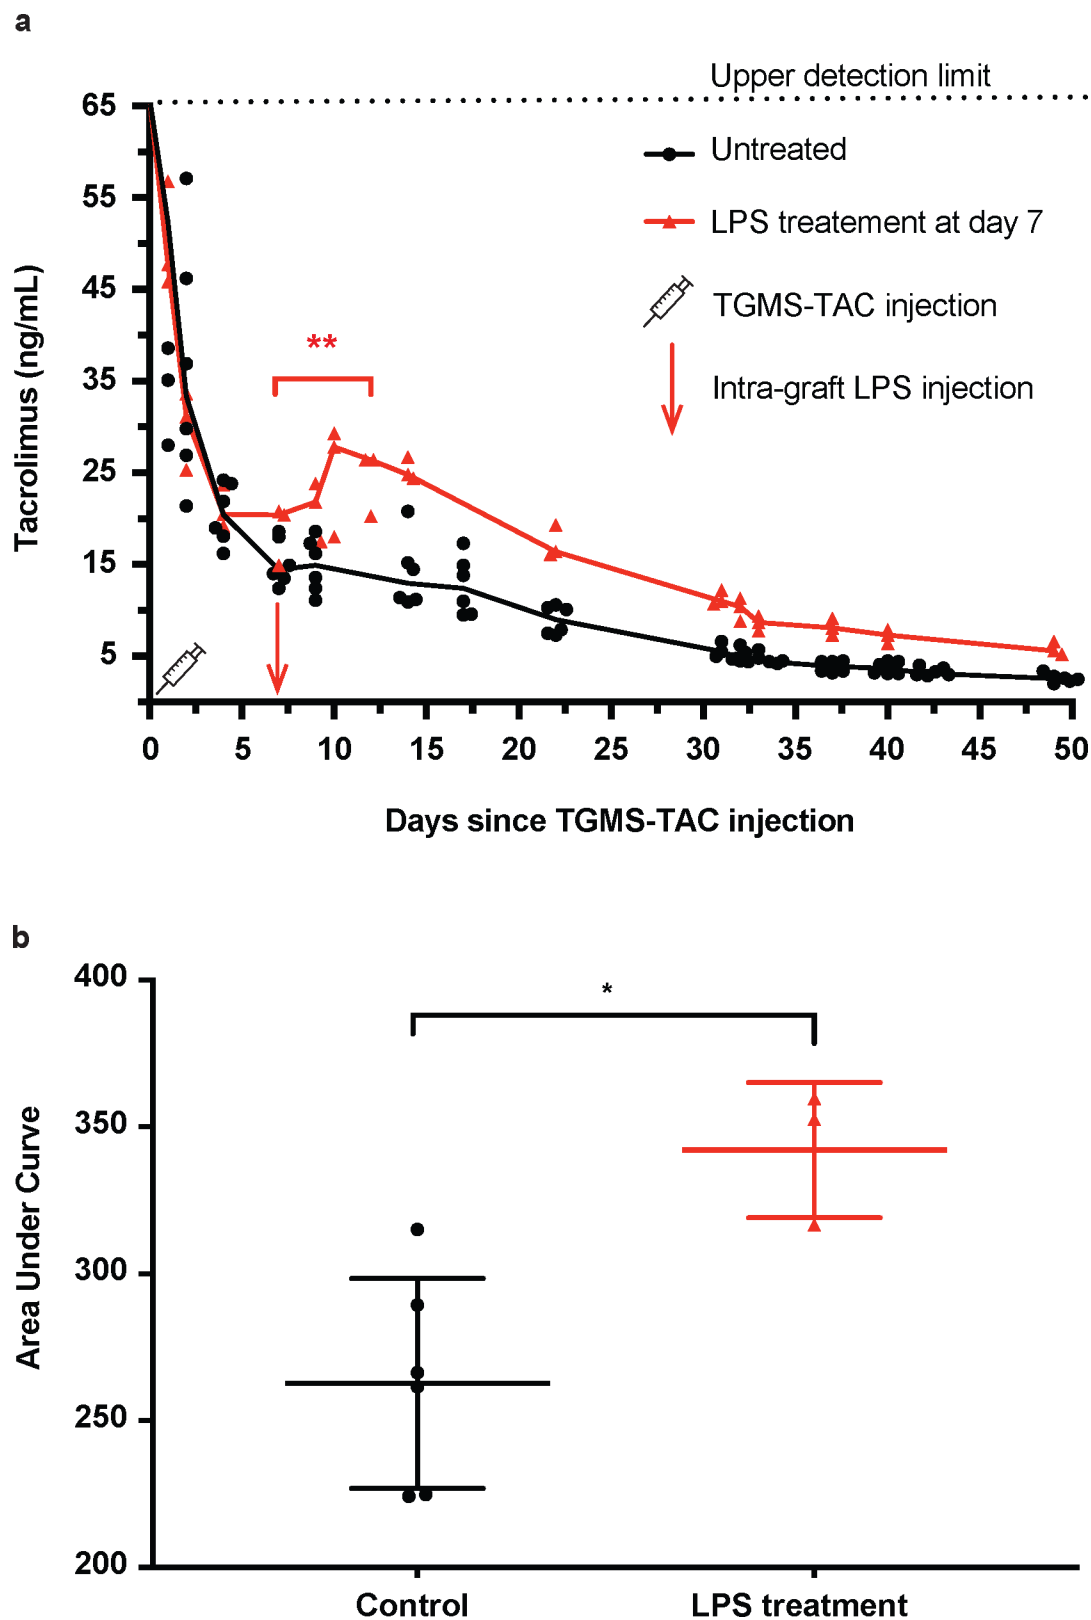 a
Upper detection limit
65
Untreated
55
LPS treatement at day 7
45
TGMS-TAC injection
**
35
Intra-graft LPS injection
25
15
5
Tacrolimus (ng/mL)
0 5 10 15 20 25 30 35 40 45 50
Days since TGMS-TAC injection
b
400
*
350
300
250
200
Area Under Curve
Control LPS treatment